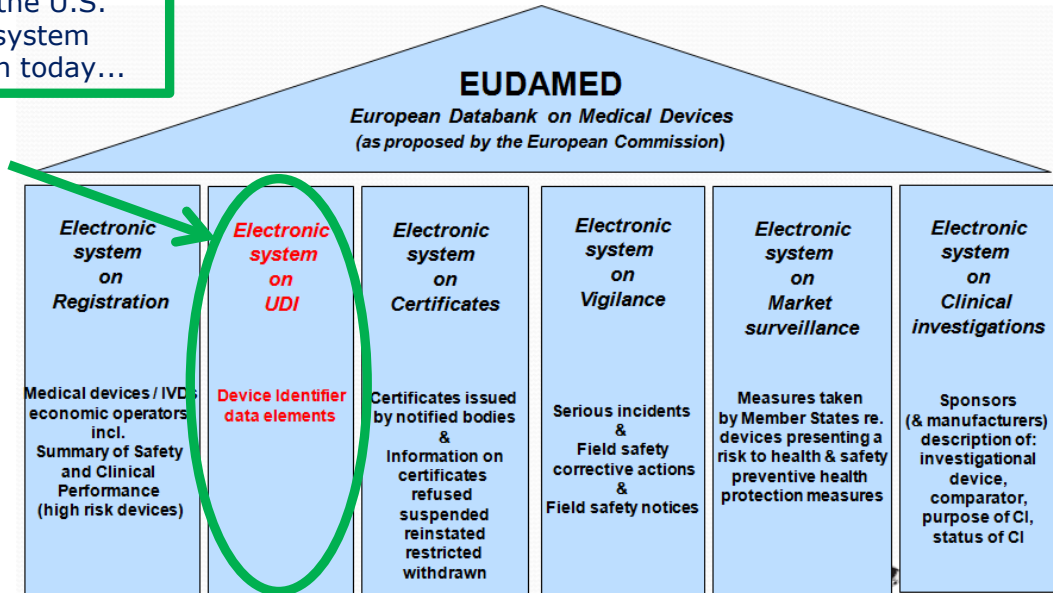 the U.S.
system
n today...
EUDAMED
European Databank on Medical Devices
(as proposed by the European Commission)
Electronic
system
on
Registration
Medical devices / IVDs
economic operators
incl.
Summary of Safety
and Clinical
Performance
(high risk devices)
Electronic
system
on
UDI
Device Identifier
data elements
Electronic
system
on
Certificates
Certificates issued
by notified bodies
&
Information on
certificates
refused
suspended
reinstated
restricted
withdrawn
Electronic
system
on
Vigilance
Serious incidents
&
Field safety
corrective actions
&
Field safety notices
Electronic
system
on
Market
surveillance
Measures taken
by Member States re.
devices presenting a
risk to health & safety
preventive health
protection measures
Electronic
system
on
Clinical
investigations
Sponsors
(& manufacturers)
description of:
investigational
device,
comparator,
purpose of CI,
status of CI